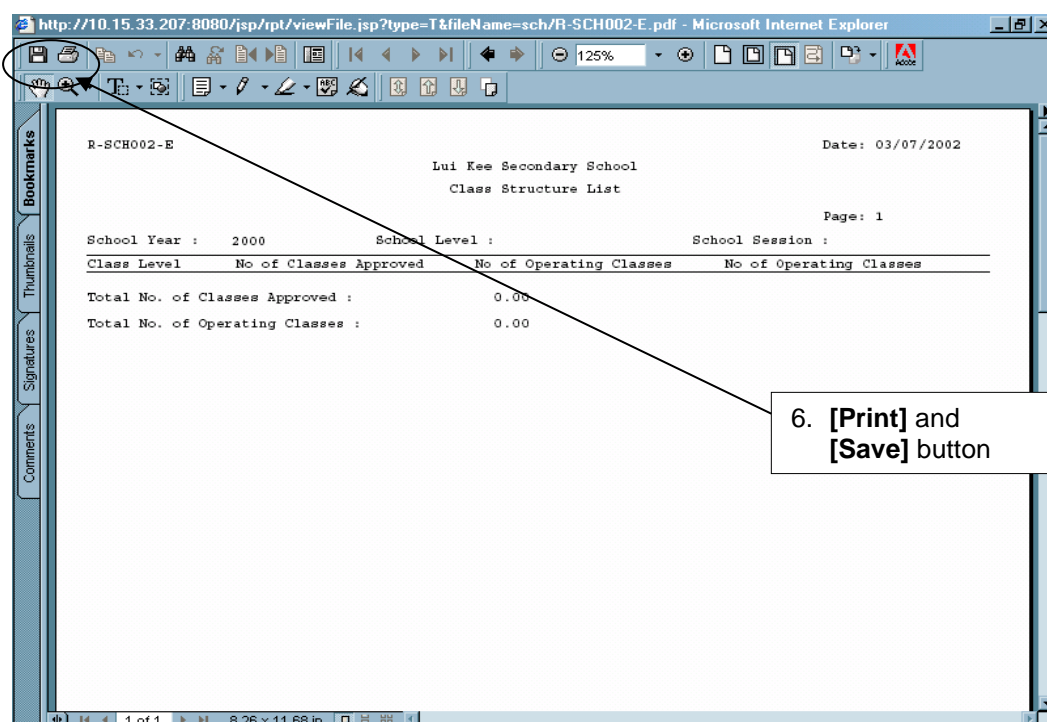 http://10.15.33.207:8080/jsp/rpt/viewFile.jsp?type=T&fileName=sch/R-SCH002-E.pdf - Microsoft Internet Explorer
125%
Adobe
ABC
Bookmarks
Thumbnails
Signatures
Comments
R-SCH002-E Date: 03/07/2002
Lui Kee Secondary School
Class Structure List
Page: 1
School Year : 2000 School Level : School Session :
Class Level No of Classes Approved No of Operating Classes No of Operating Classes
Total No. of Classes Approved : 0.00
Total No. of Operating Classes : 0.00
6. [Print] and
[Save] button
1 of 1 8.26 x 11.68 in